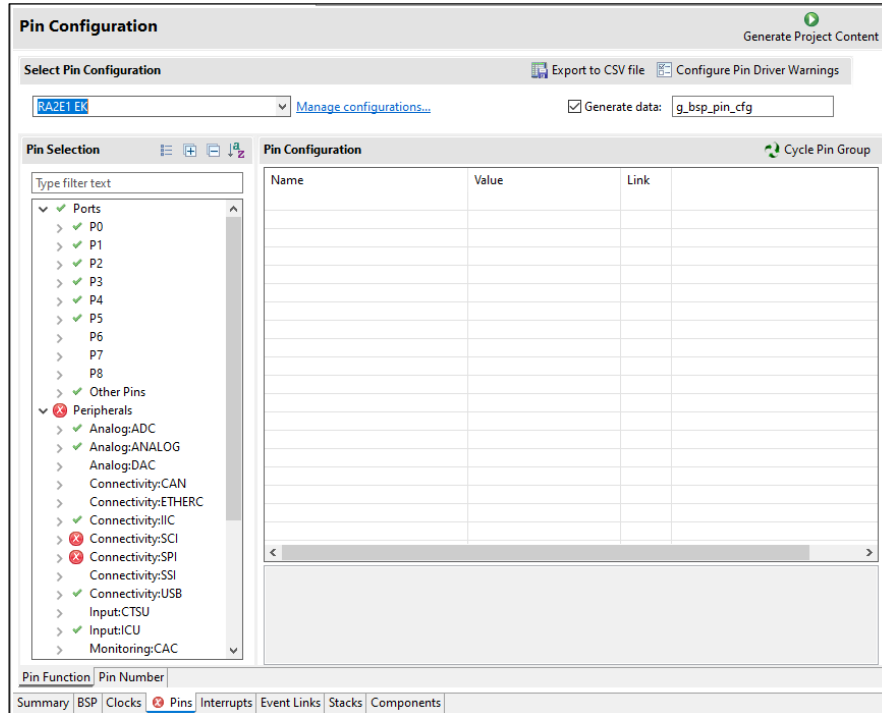 Pin Configuration
Generate Project Content
Select Pin Configuration
Export to CSV file
Configure Pin Driver Warnings
RA2E1 EK
Manage configurations...
Generate data:
g_bsp_pin_cfg
Pin Selection
Pin Configuration
Cycle Pin Group
Type filter text
Name Value Link
Ports
P0
P1
P2
P3
P4
P5
P6
P7
P8
Other Pins
Peripherals
Analog:ADC
Analog:ANALOG
Analog:DAC
Connectivity:CAN
Connectivity:ETHERC
Connectivity:IIC
Connectivity:SCI
Connectivity:SPI
Connectivity:SSI
Connectivity:USB
Input:CTSU
Input:ICU
Monitoring:CAC
Pin Function Pin Number
Summary BSP Clocks Pins Interrupts Event Links Stacks Components